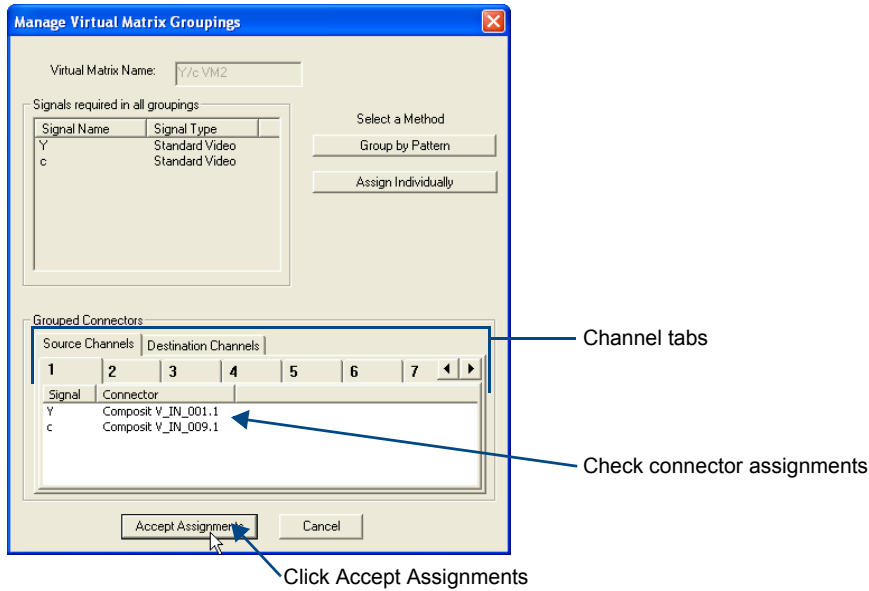 Manage Virtual Matrix Groupings
Virtual Matrix Name: Y/c VM2
Signals required in all groupings
Signal Name Signal Type
Y Standard Video
c Standard Video
Select a Method
Group by Pattern
Assign Individually
Grouped Connectors
Source Channels Destination Channels
1 2 3 4 5 6 7
Signal Connector
Y Composit V_IN_001.1
c Composit V_IN_009.1
Accept Assignments Cancel
Channel tabs
Check connector assignments
Click Accept Assignments